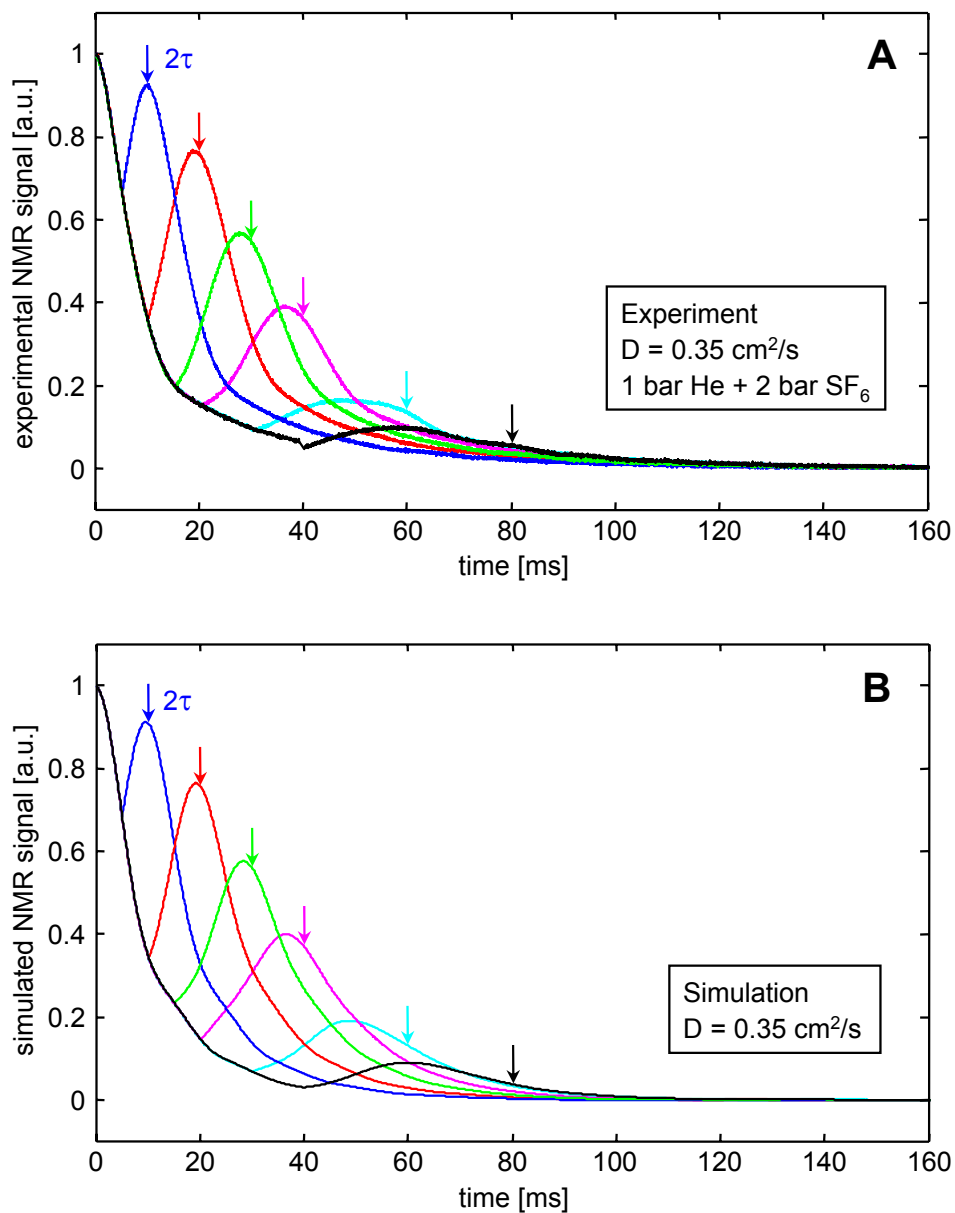 A
2τ
1
0.8
0.6
0.4
0.2
0
experimental NMR signal [a.u.]
Experiment
D = 0.35 cm²/s
1 bar He + 2 bar SF₆
0 20 40 60 80 100 120 140 160
time [ms]
B
2τ
1
0.8
0.6
0.4
0.2
0
simulated NMR signal [a.u.]
Simulation
D = 0.35 cm²/s
0 20 40 60 80 100 120 140 160
time [ms]